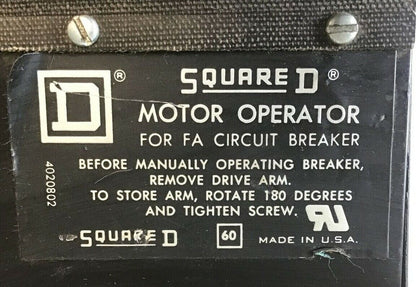 D ® SQUARE D ®
MOTOR OPERATOR
FOR FA CIRCUIT BREAKER
BEFORE MANUALLY OPERATING BREAKER,
REMOVE DRIVE ARM.
TO STORE ARM, ROTATE 180 DEGREES
AND TIGHTEN SCREW.
SQUARE D 60 MADE IN U.S.A.
4020802